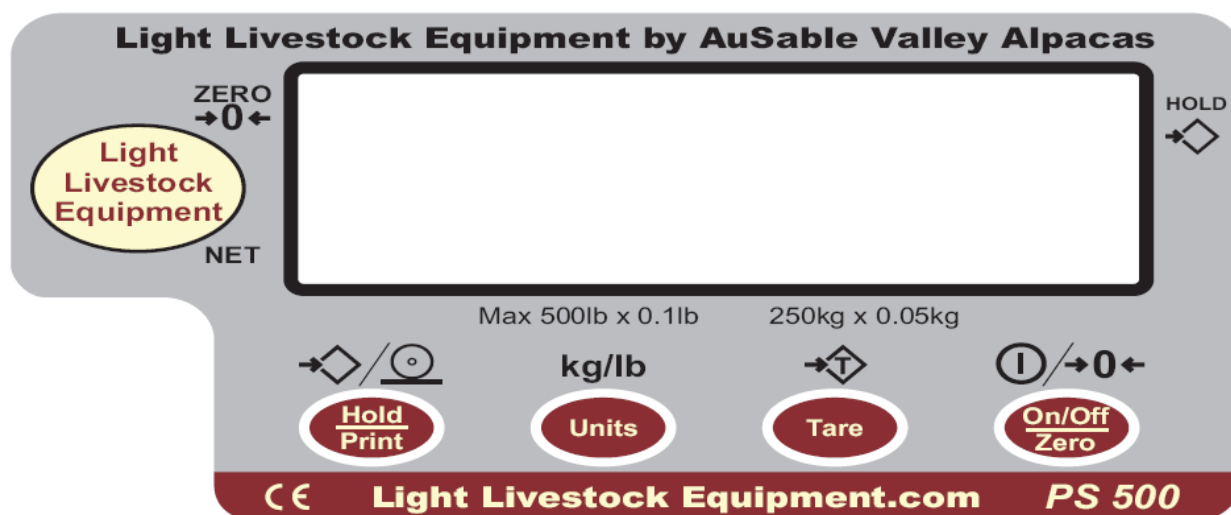 Light Livestock Equipment by AuSable Valley Alpacas
ZERO
→0←
HOLD
Light
Livestock
Equipment
NET
Max 500lb x 0.1lb 250kg x 0.05kg
kg/lb T →0←
Hold
Print
Units
Tare
On/Off
Zero
CE Light Livestock Equipment.com PS 500